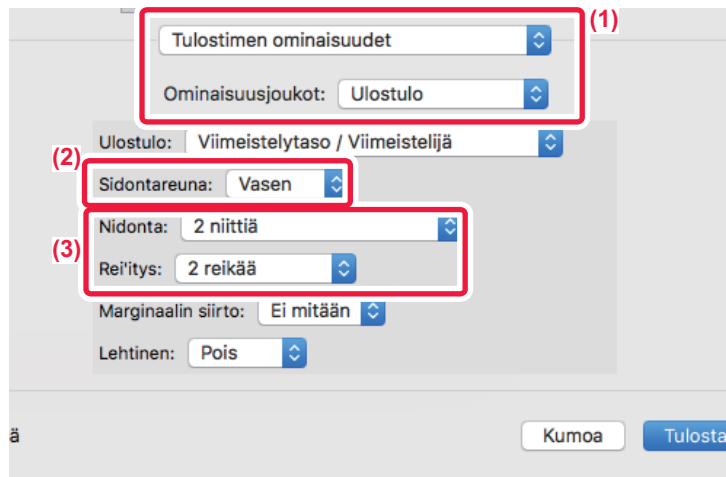 (1)
Tulostimen ominaisuudet
Ominaisuusjoukot: Ulostulo
Ulostulo: Viimeistelytaso / Viimeistelijä
(2)
Sidontareuna: Vasen
(3)
Nidonta: 2 niittiä
Rei'itys: 2 reikää
Marginaalin siirto: Ei mitään
Lehtinen: Pois
ä
Kumoa
Tulosta